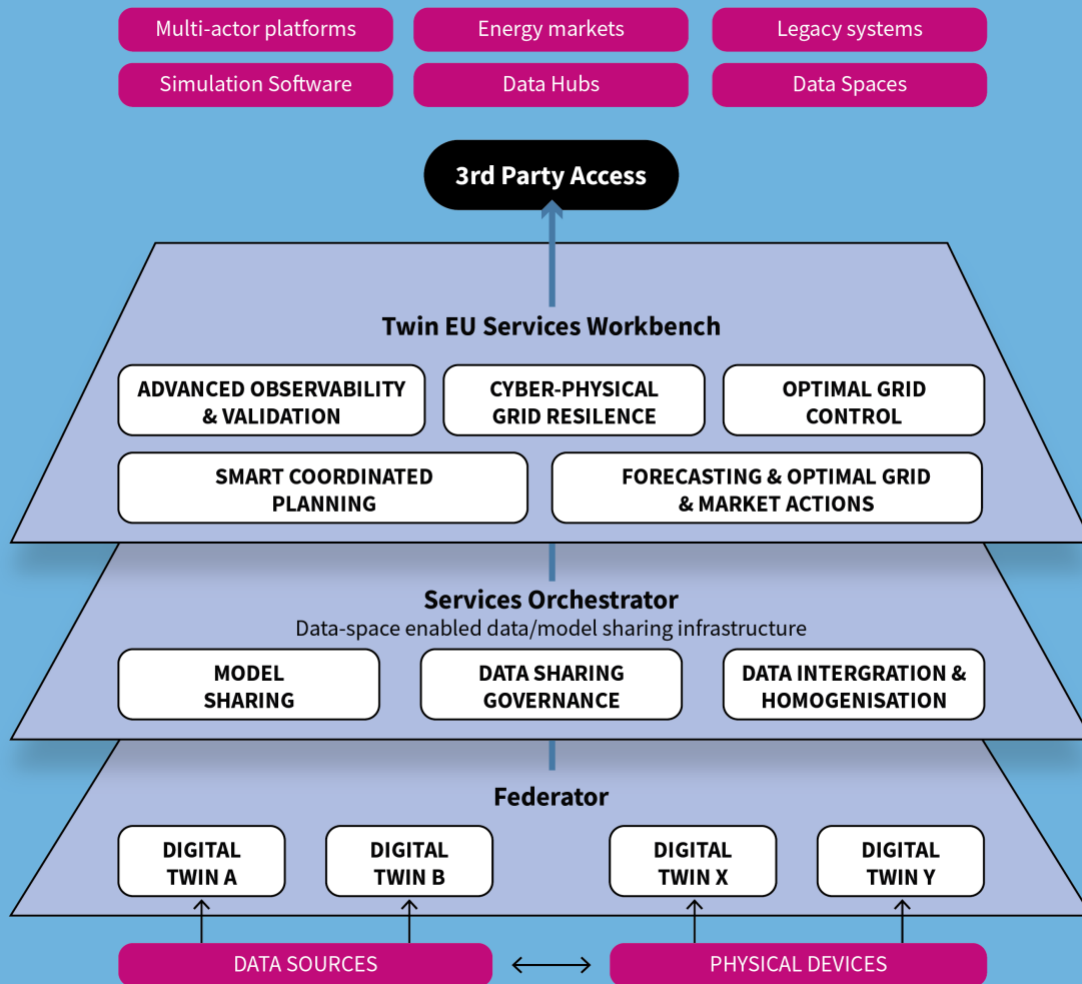 Multi-actor platforms
Energy markets
Legacy systems
Simulation Software
Data Hubs
Data Spaces
3rd Party Access
Twin EU Services Workbench
ADVANCED OBSERVABILITY
& VALIDATION
CYBER-PHYSICAL
GRID RESILENCE
OPTIMAL GRID
CONTROL
SMART COORDINATED
PLANNING
FORECASTING & OPTIMAL GRID
& MARKET ACTIONS
Services Orchestrator
Data-space enabled data/model sharing infrastructure
MODEL
SHARING
DATA SHARING
GOVERNANCE
DATA INTERGRATION &
HOMOGENISATION
Federator
DIGITAL
TWIN A
DIGITAL
TWIN B
DIGITAL
TWIN X
DIGITAL
TWIN Y
DATA SOURCES
PHYSICAL DEVICES